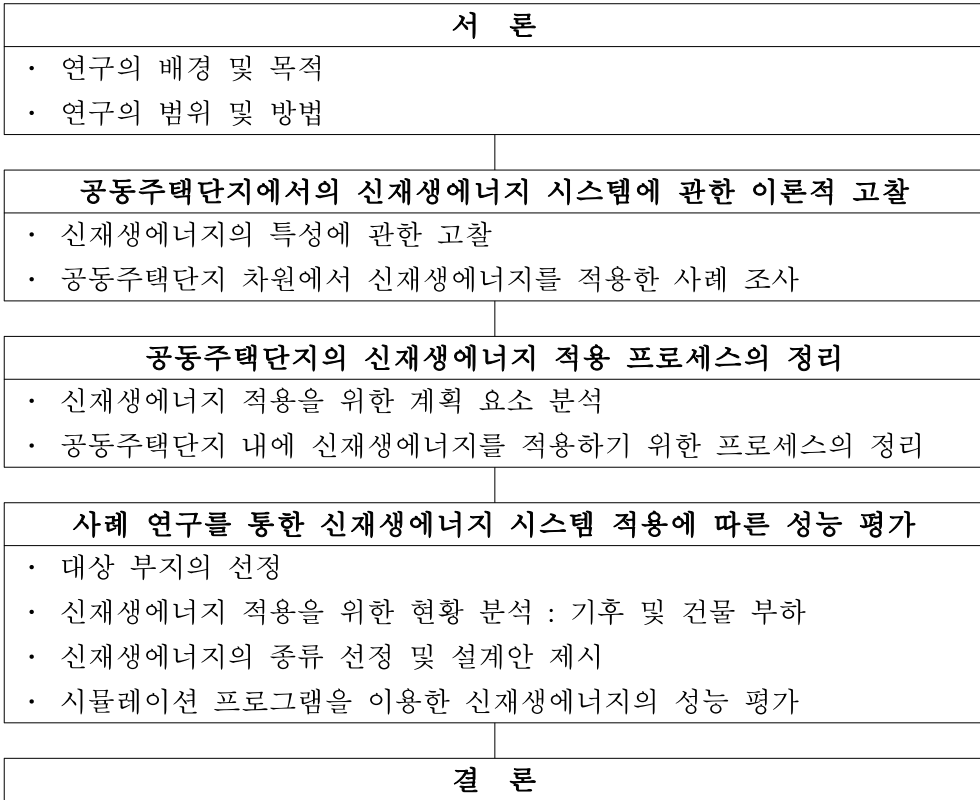 서 론
· 연구의 배경 및 목적
· 연구의 범위 및 방법
공동주택단지에서의 신재생에너지 시스템에 관한 이론적 고찰
· 신재생에너지의 특성에 관한 고찰
· 공동주택단지 차원에서 신재생에너지를 적용한 사례 조사
공동주택단지의 신재생에너지 적용 프로세스의 정리
· 신재생에너지 적용을 위한 계획 요소 분석
· 공동주택단지 내에 신재생에너지를 적용하기 위한 프로세스의 정리
사례 연구를 통한 신재생에너지 시스템 적용에 따른 성능 평가
· 대상 부지의 선정
· 신재생에너지 적용을 위한 현황 분석 : 기후 및 건물 부하
· 신재생에너지의 종류 선정 및 설계안 제시
· 시뮬레이션 프로그램을 이용한 신재생에너지의 성능 평가
결 론